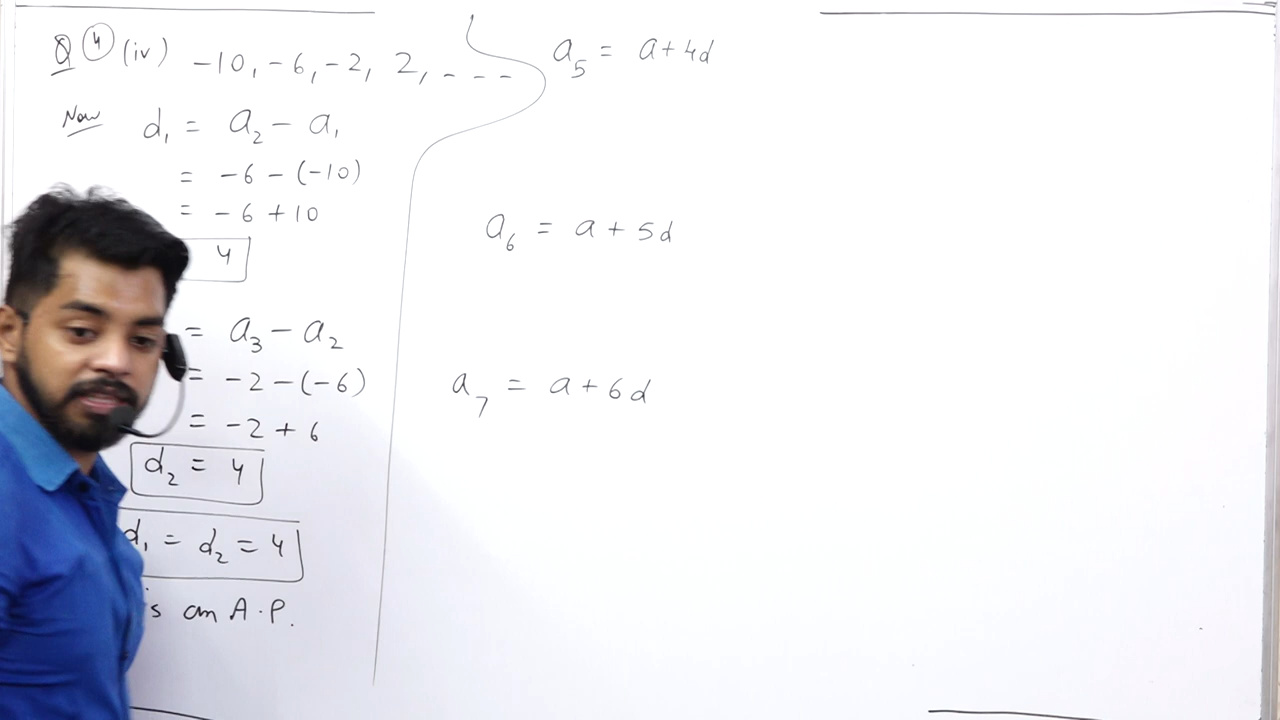 Q 4 (iv) -10, -6, -2, 2, - - -
Now d₁ = a₂ - a₁
= -6 - (-10)
= -6 + 10
4
= a₃ - a₂
= -2 - (-6)
= -2 + 6
d₂ = 4
d₁ = d₂ = 4
is an A.P.
a₅ = a + 4d
a₆ = a + 5d
a₇ = a + 6d